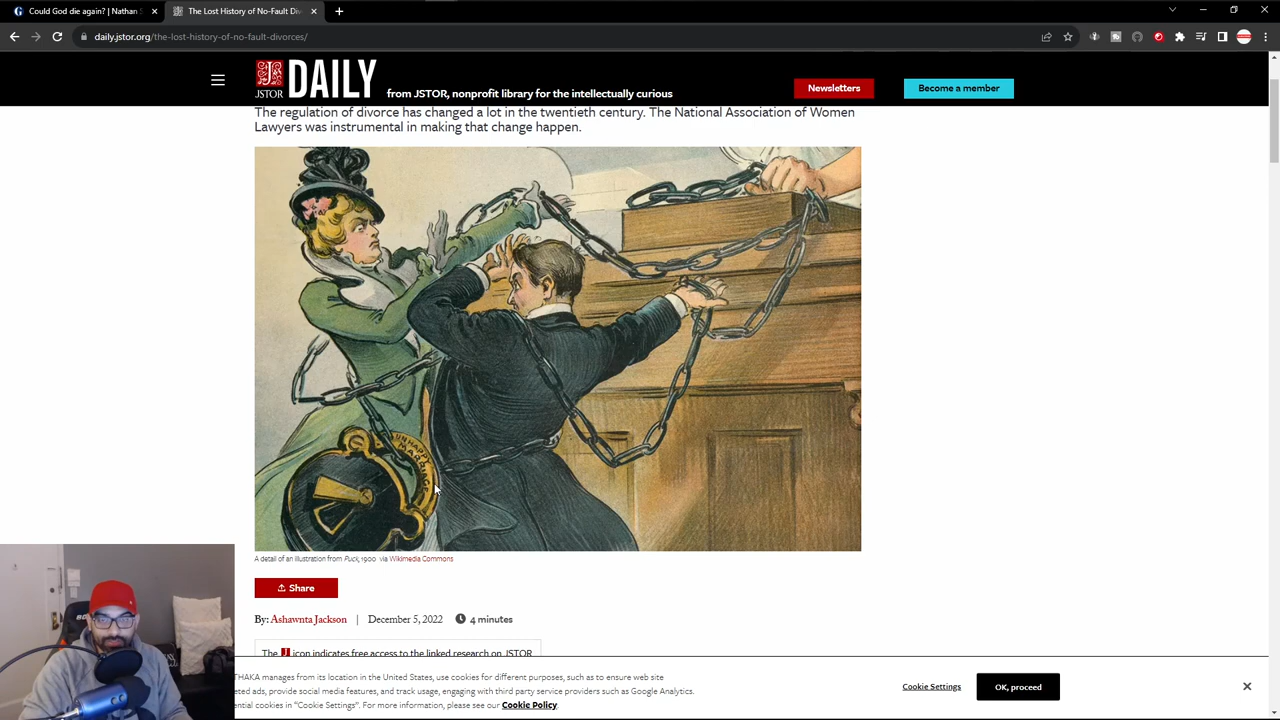 Could God die again? | Nathan S
The Lost History of No-Fault Div
daily.jstor.org/the-lost-history-of-no-fault-divorces/
JSTOR DAILY from JSTOR, nonprofit library for the intellectually curious
Newsletters
Become a member
The regulation of divorce has changed a lot in the twentieth century. The National Association of Women
Lawyers was instrumental in making that change happen.
UNHAPPY
MARRIAGE
A detail of an illustration from Puck, 1900 via Wikimedia Commons
Share
By: Ashawnta Jackson | December 5, 2022 4 minutes
The J icon indicates free access to the linked research on JSTOR
THAKA manages from its location in the United States, use cookies for different purposes, such as to ensure web site
eted ads, provide social media features, and track usage, engaging with third party service providers such as Google Analytics.
ential cookies in "Cookie Settings". For more information, please see our Cookie Policy.
Cookie Settings
OK, proceed